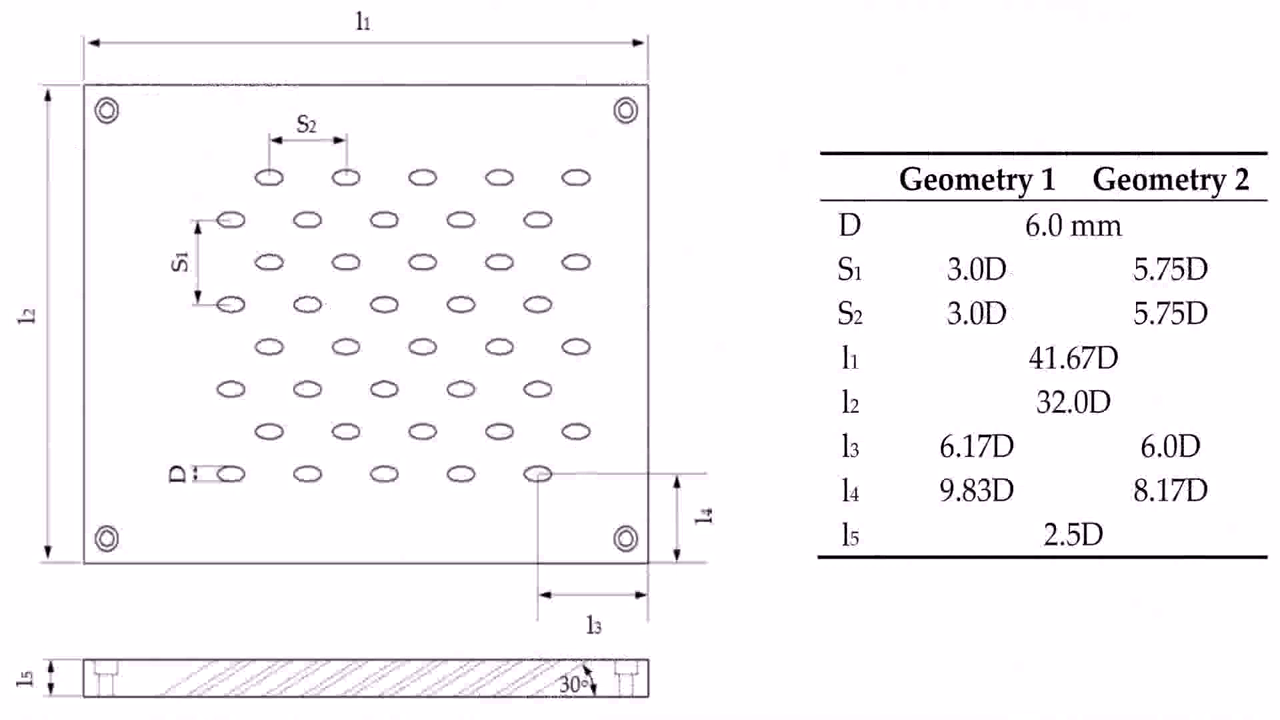 l1
S2
S1
l2
D
l4
l3
l5
30°
Geometry 1 Geometry 2
D 6.0 mm
S1 3.0D 5.75D
S2 3.0D 5.75D
l1 41.67D
l2 32.0D
l3 6.17D 6.0D
l4 9.83D 8.17D
l5 2.5D